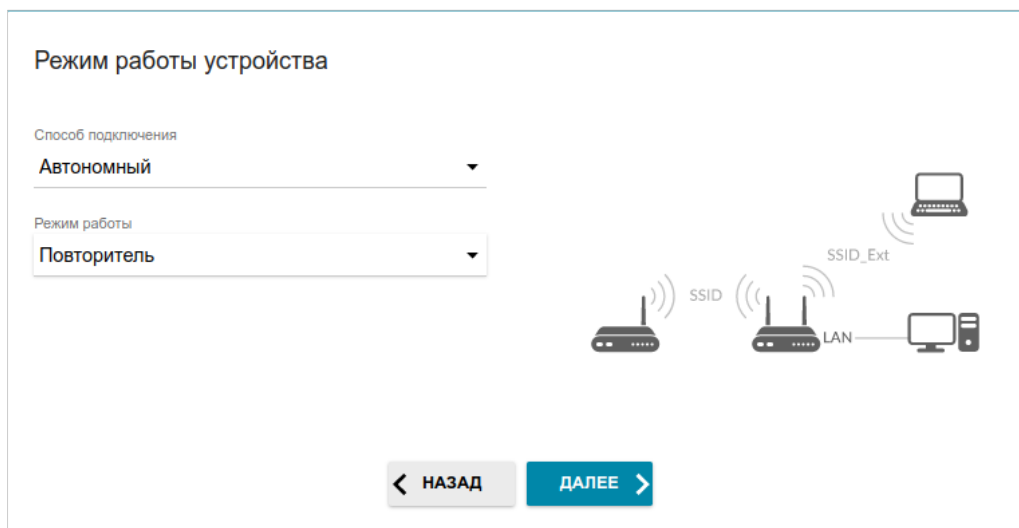 Режим работы устройства
Способ подключения
Автономный
Режим работы
Повторитель
SSID_Ext
SSID
LAN
НАЗАД
ДАЛЕЕ